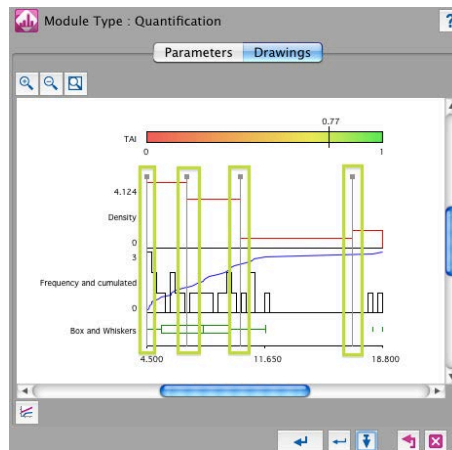 Module Type : Quantification
?
Parameters Drawings
0.77
TAI
0 1
4.124
Density
0
3
Frequency and cumulated
0
Box and Whiskers
4.500 11.650 18.800